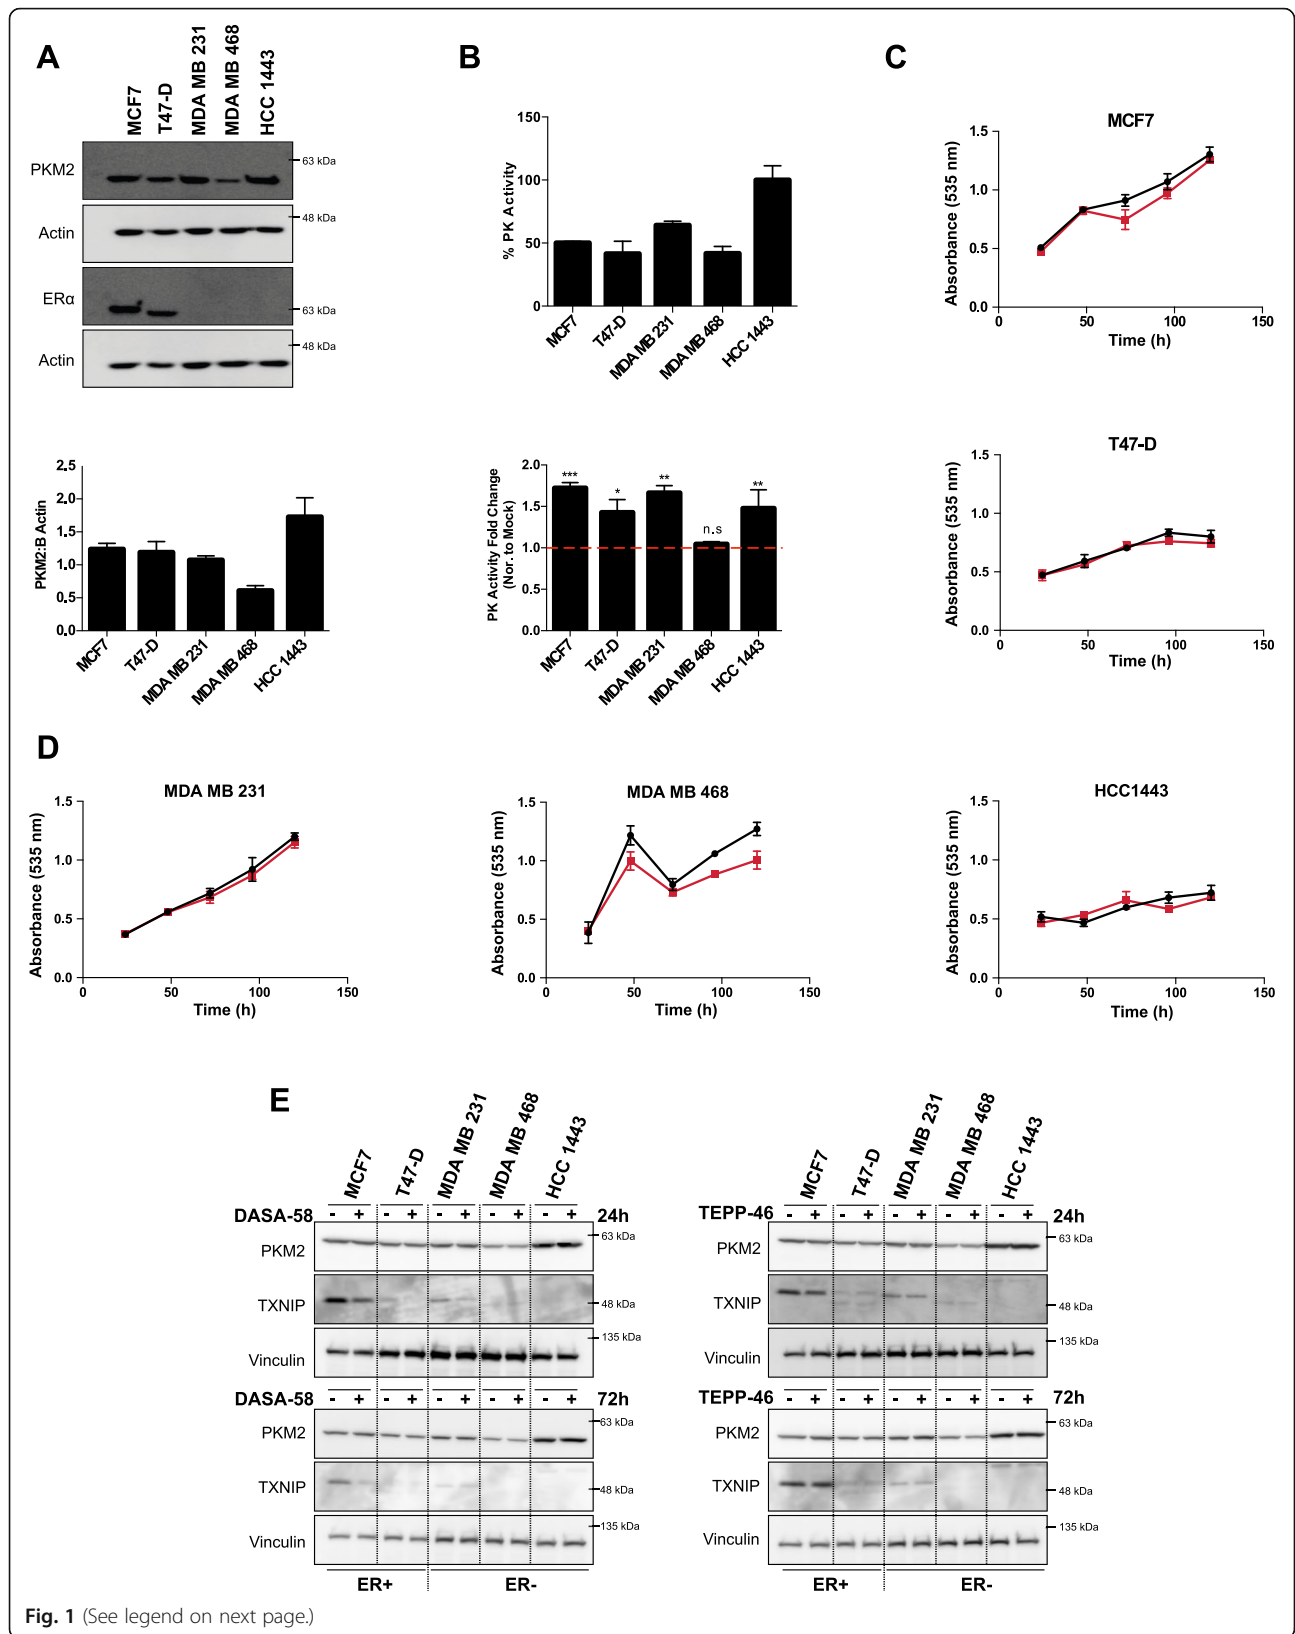 A
MCF7
T47-D
MDA MB 231
MDA MB 468
HCC 1443
PKM2
63 kDa
Actin
48 kDa
ERα
63 kDa
Actin
48 kDa
PKM2:B Actin
2.5
2.0
1.5
1.0
0.5
0.0
MCF7
T47-D
MDA MB 231
MDA MB 468
HCC 1443
B
% PK Activity
150
100
50
0
MCF7
T47-D
MDA MB 231
MDA MB 468
HCC 1443
PK Activity Fold Change
(Nor. to Mock)
2.0
1.5
1.0
0.5
0.0
***
*
**
n.s
**
MCF7
T47-D
MDA MB 231
MDA MB 468
HCC 1443
C
MCF7
Absorbance (535 nm)
1.5
1.0
0.5
0.0
0
50
100
150
Time (h)
T47-D
Absorbance (535 nm)
1.5
1.0
0.5
0.0
0
50
100
150
Time (h)
D
MDA MB 231
Absorbance (535 nm)
1.5
1.0
0.5
0.0
0
50
100
150
Time (h)
MDA MB 468
Absorbance (535 nm)
1.5
1.0
0.5
0.0
0
50
100
150
Time (h)
HCC1443
Absorbance (535 nm)
1.5
1.0
0.5
0.0
0
50
100
150
Time (h)
E
MCF7
T47-D
MDA MB 231
MDA MB 468
HCC 1443
DASA-58 - + - + - + - + - + 24h
PKM2
63 kDa
TXNIP
48 kDa
Vinculin
135 kDa
DASA-58 - + - + - + - + - + 72h
PKM2
63 kDa
TXNIP
48 kDa
Vinculin
135 kDa
ER+
ER-
MCF7
T47-D
MDA MB 231
MDA MB 468
HCC 1443
TEPP-46 - + - + - + - + - + 24h
PKM2
63 kDa
TXNIP
48 kDa
Vinculin
135 kDa
TEPP-46 - + - + - + - + - + 72h
PKM2
63 kDa
TXNIP
48 kDa
Vinculin
135 kDa
ER+
ER-
Fig. 1 (See legend on next page.)